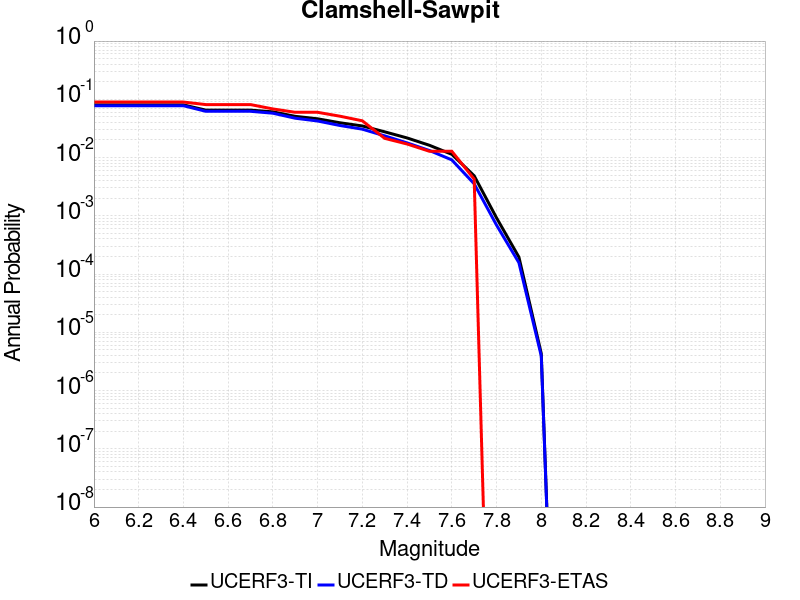 Clamshell-Sawpit
10^0
10^-1
10^-2
10^-3
10^-4
10^-5
10^-6
10^-7
10^-8
Annual Probability
6 6.2 6.4 6.6 6.8 7 7.2 7.4 7.6 7.8 8 8.2 8.4 8.6 8.8 9
Magnitude
UCERF3-TI UCERF3-TD UCERF3-ETAS